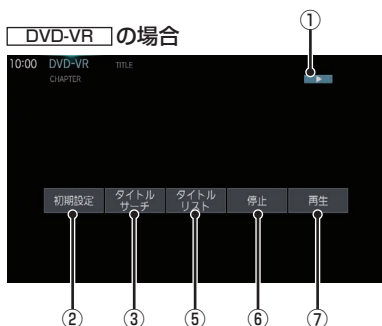 DVD-VR の場合
①
10:00 DVD-VR TITLE
CHAPTER
初期設定 タイトルサーチ タイトルリスト 停止 再生
② ③ ⑤ ⑥ ⑦